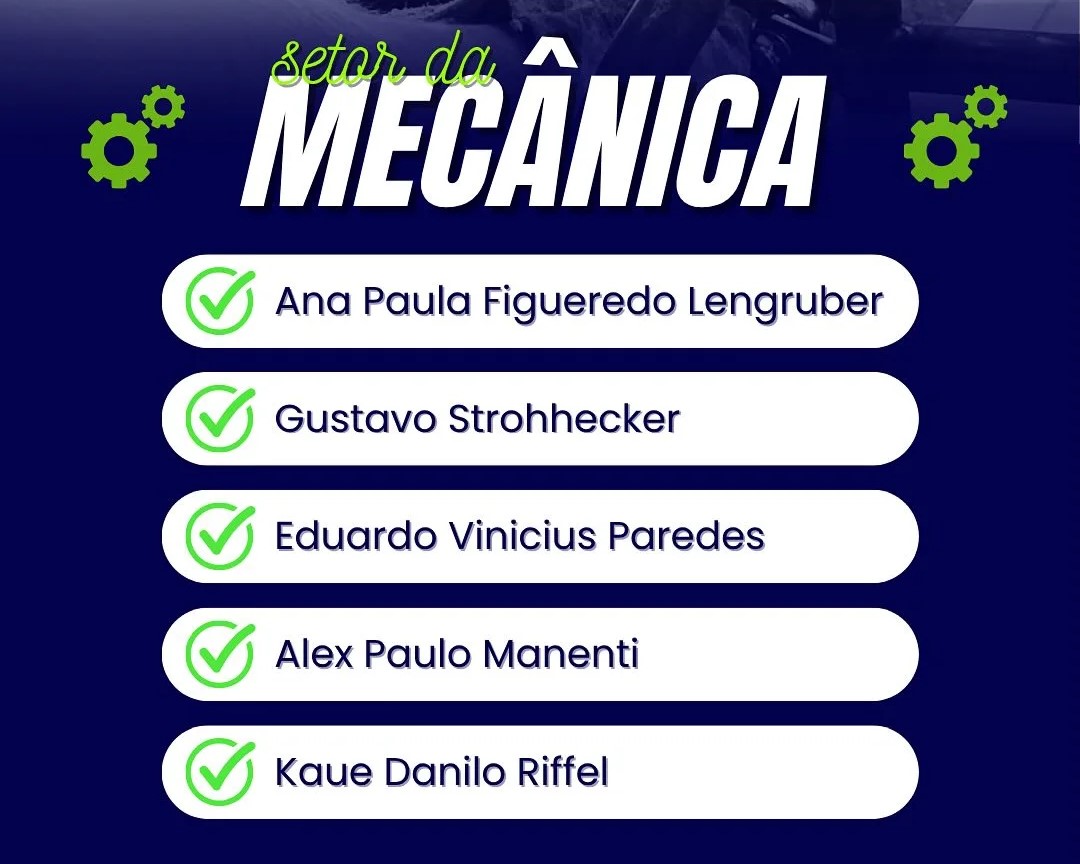 setor da
MECÂNICA
Ana Paula Figueredo Lengruber
Gustavo Strohhecker
Eduardo Vinicius Paredes
Alex Paulo Manenti
Kaue Danilo Riffel